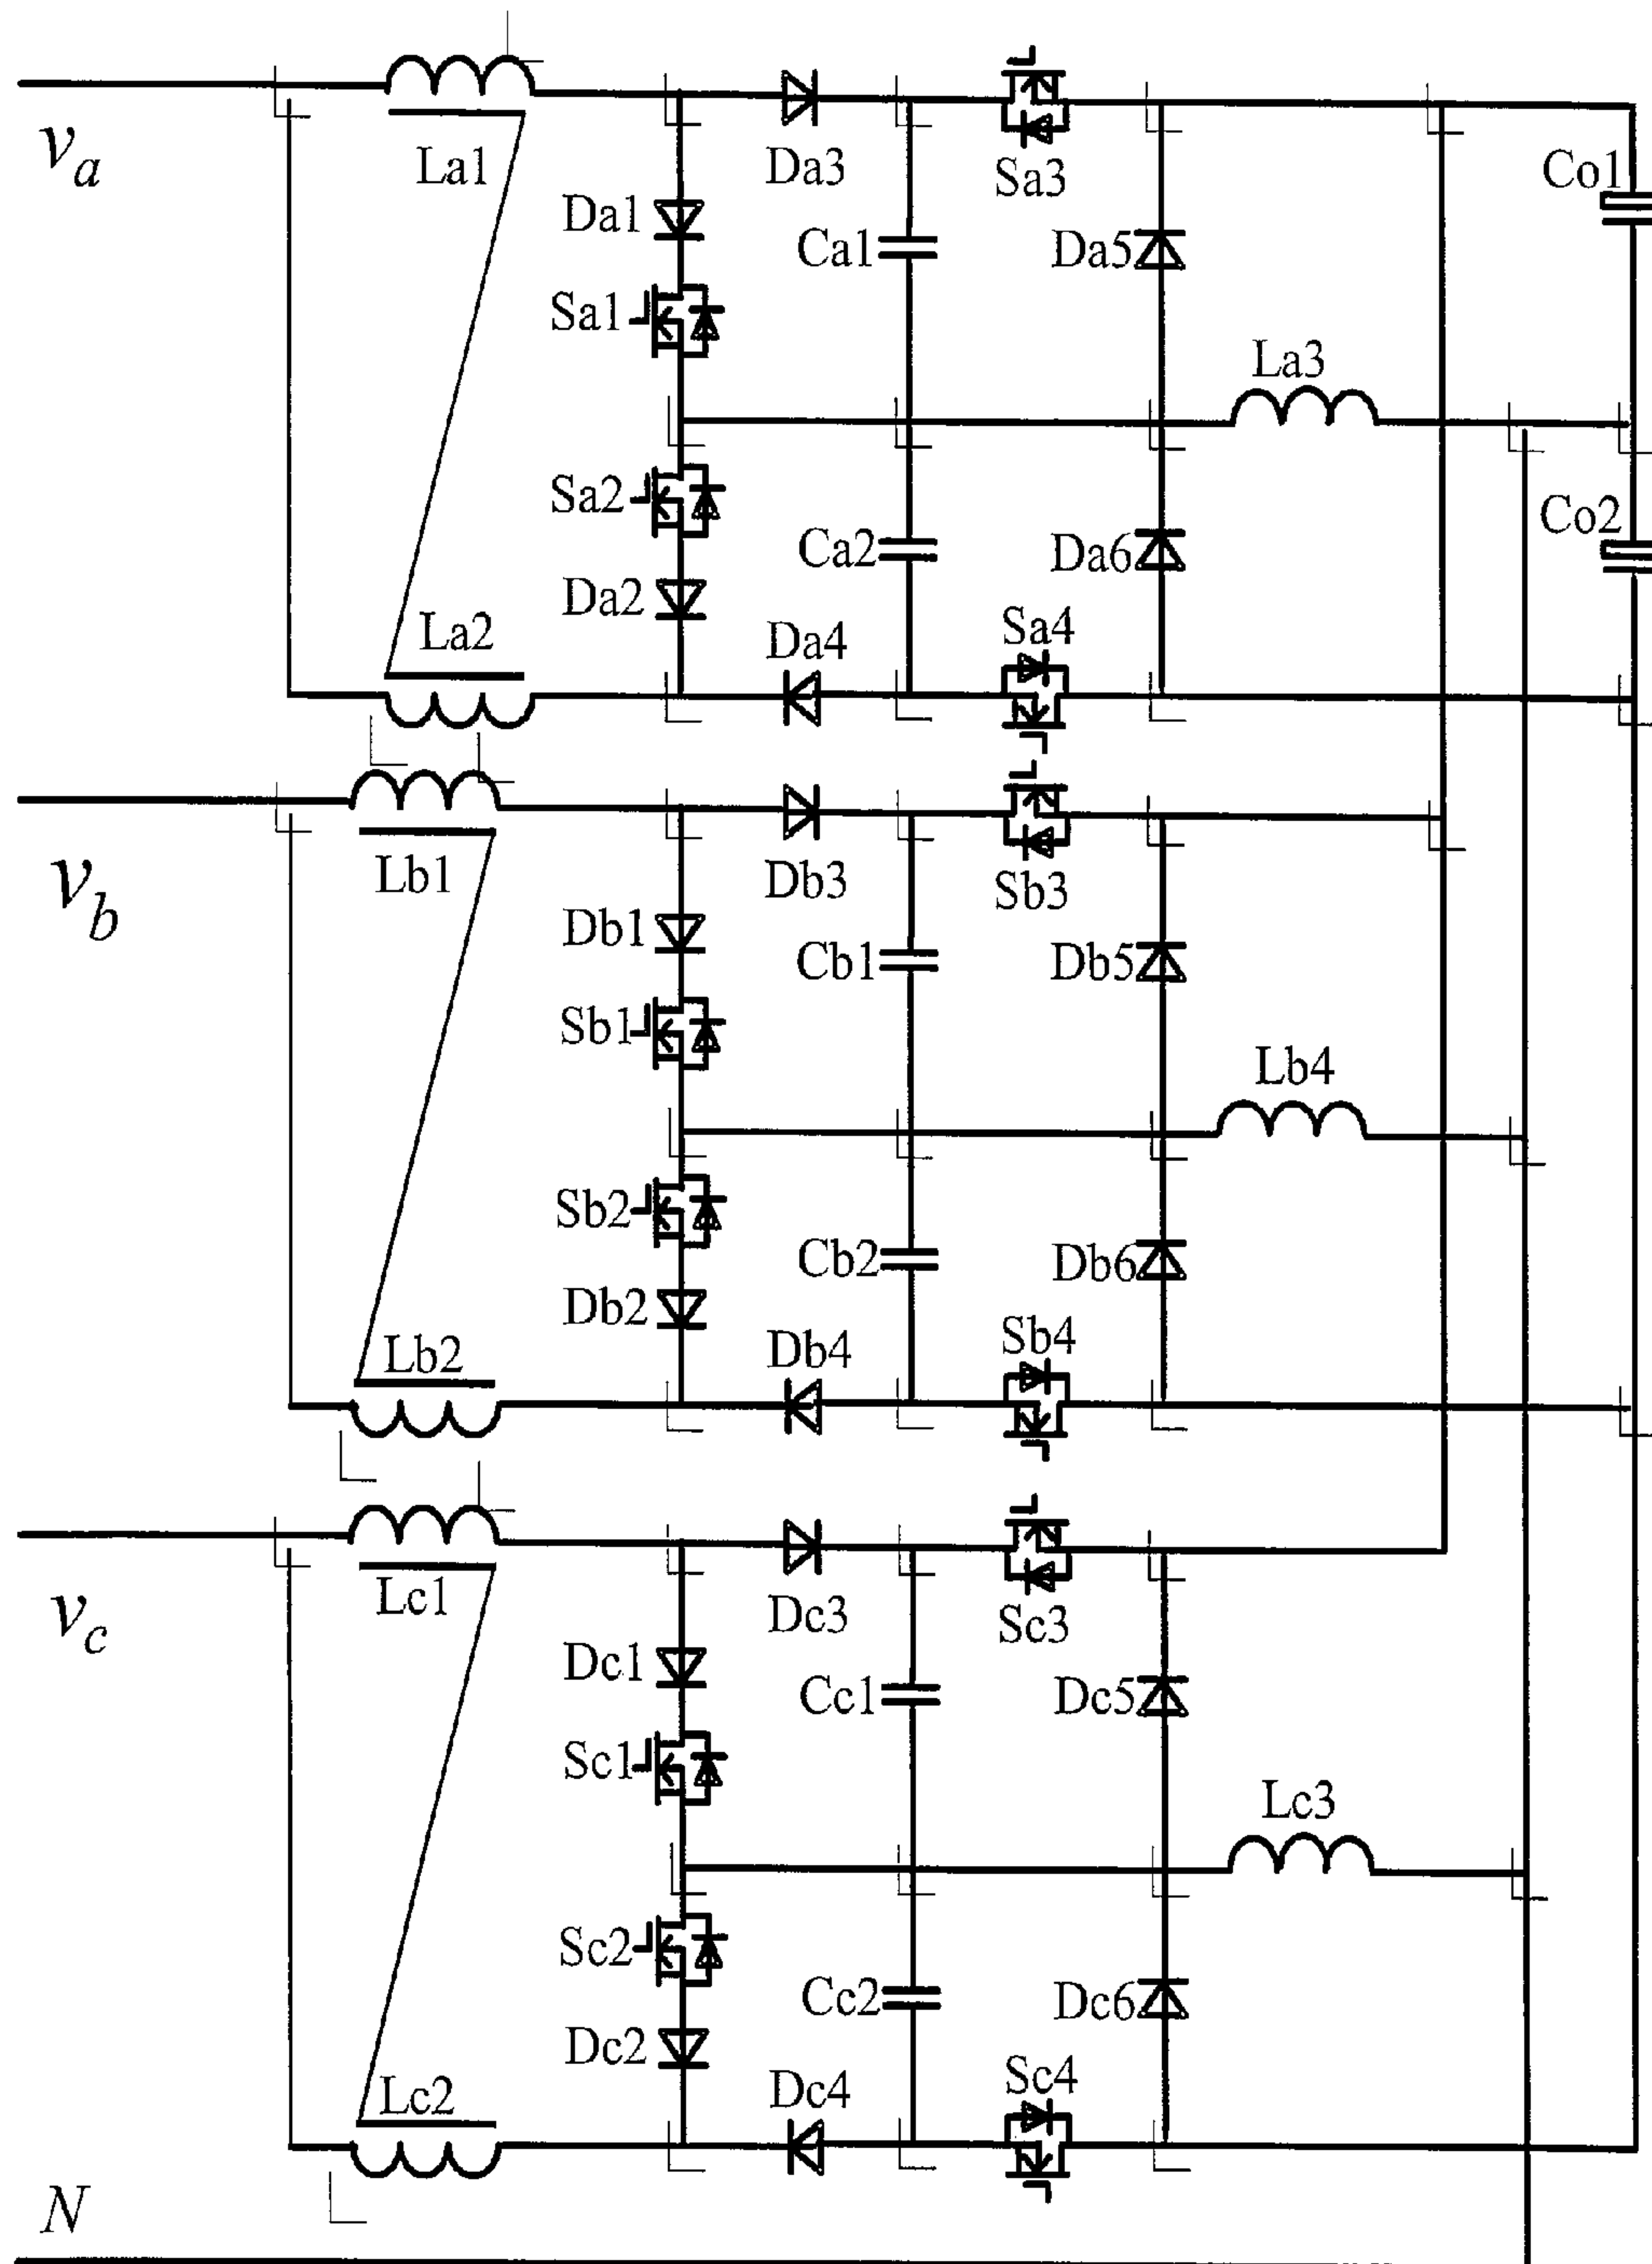 va
La1
Da3
Sa3
Co1
Da1
Ca1
Da5
Sa1
La3
Sa2
Co2
Ca2
Da6
Da2
La2
Da4
Sa4
vb
Lb1
Db3
Sb3
Db1
Cb1
Db5
Sb1
Lb4
Sb2
Cb2
Db6
Db2
Lb2
Db4
Sb4
vc
Lc1
Dc3
Sc3
Dc1
Cc1
Dc5
Sc1
Lc3
Sc2
Cc2
Dc6
Dc2
Lc2
Dc4
Sc4
N